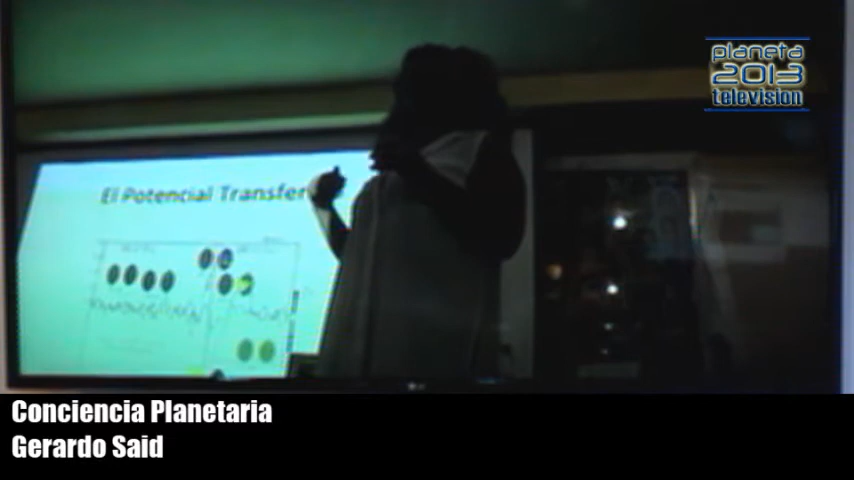 planeta
2013
television
El Potencial Transfer
Conciencia Planetaria
Gerardo Said